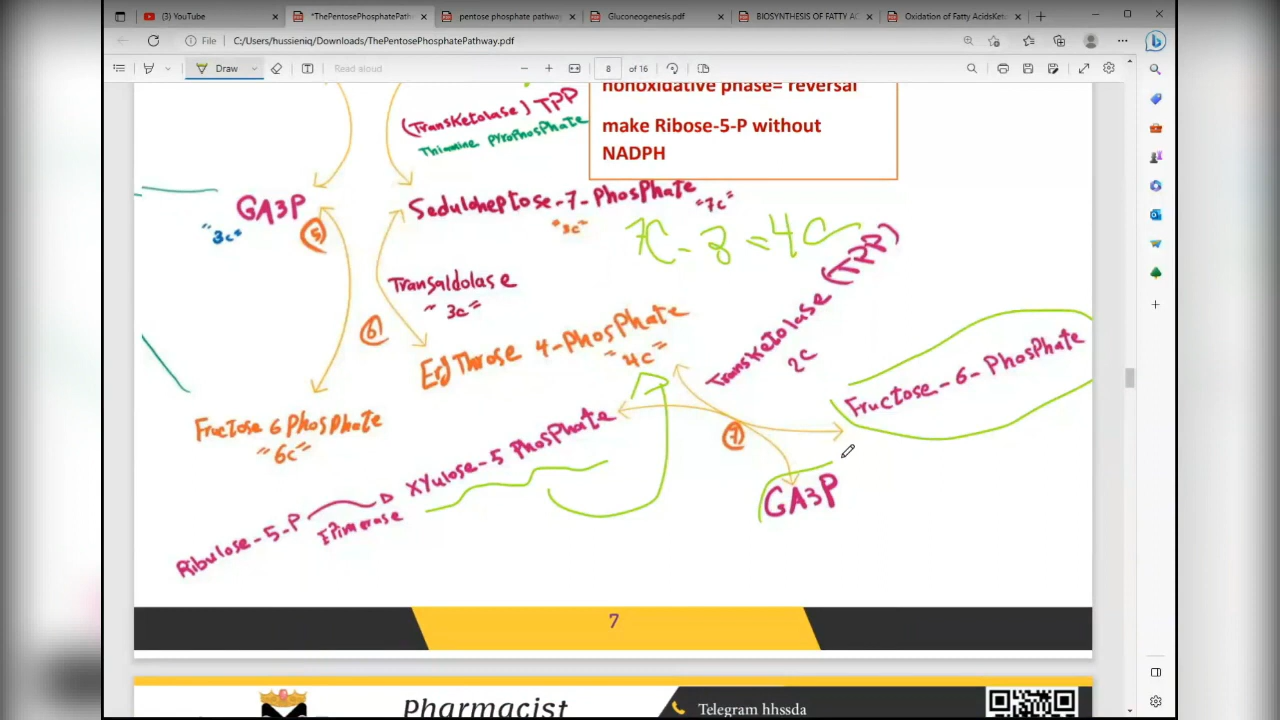 (3) YouTube
*ThePentosePhosphatePath
pentose phosphate pathway
Gluconeogenesis.pdf
BIOSYNTHESIS OF FATTY AC
Oxidation of Fatty AcidsKet
File
C:/Users/hussieniq/Downloads/ThePentosePhosphatePathway.pdf
Draw
Read aloud
8
of 16
nonoxidative phase= reversal
make Ribose-5-P without
NADPH
(TransKetolase) TPP
Thiamine PyroPhosPhate
GA3P
"3c"
5
Seduloheptose-7-PhosPhate
"7c"
"3c"
7C - 3 = 4C
Transaldolase
"3c"
6
ErJThrose 4-PhosPhate
"4c"
TransKetolase (TPP)
2c
Fructose-6-PhosPhate
Fructose 6 PhosPhate
"6c"
XYulose-5 PhosPhate
7
GA3P
Ribulose-5-P
EPimerase
7
Pharmacist
Telegram hhssda